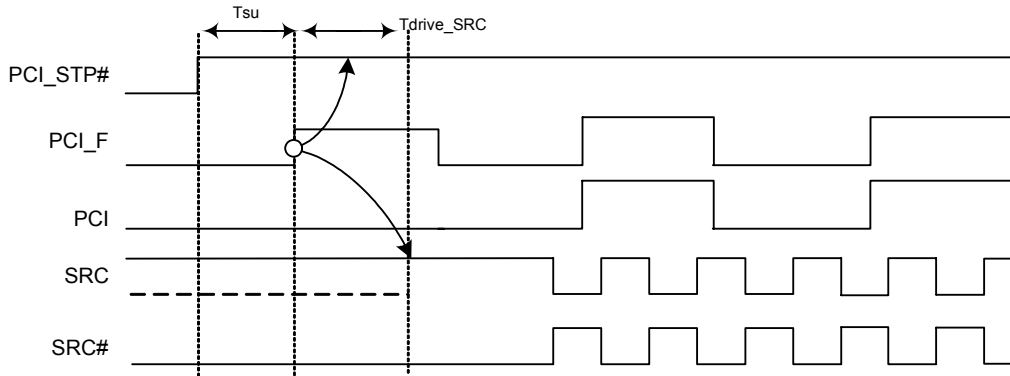 Tsu
Tdrive_SRC
PCI_STP#
PCI_F
PCI
SRC
SRC#